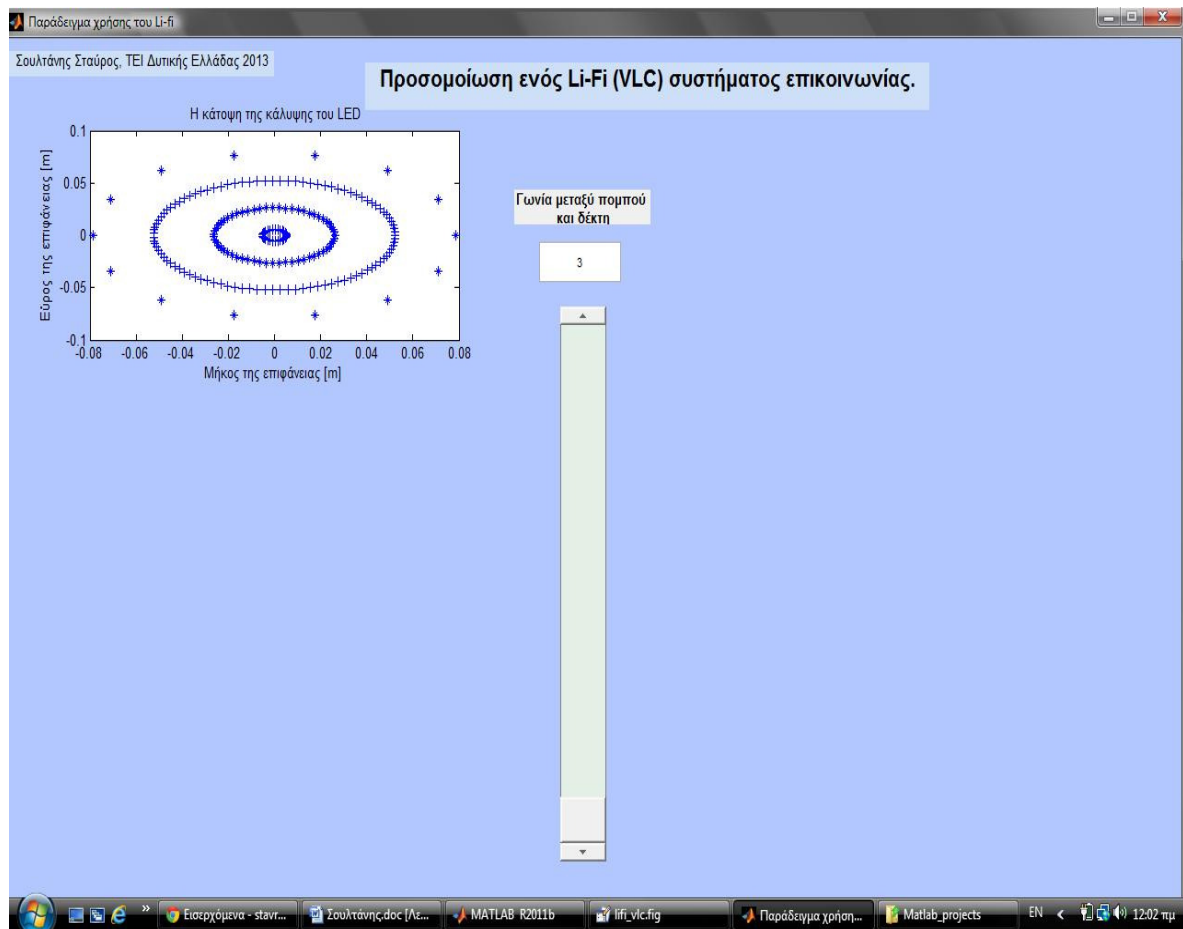 Παράδειγμα χρήσης του Li-fi
Σουλτάνης Σταύρος, ΤΕΙ Δυτικής Ελλάδας 2013
Προσομοίωση ενός Li-Fi (VLC) συστήματος επικοινωνίας.
Η κάτοψη της κάλυψης του LED
0.1
0.05
0
-0.05
-0.1
Εύρος της επιφάνειας [m]
-0.08 -0.06 -0.04 -0.02 0 0.02 0.04 0.06 0.08
Μήκος της επιφάνειας [m]
Γωνία μεταξύ πομπού
και δέκτη
3
» Εισερχόμενα - stavr... Σουλτάνης.doc [Λε... MATLAB R2011b lifi_vlc.fig Παράδειγμα χρήση... Matlab_projects EN 12:02 πμ